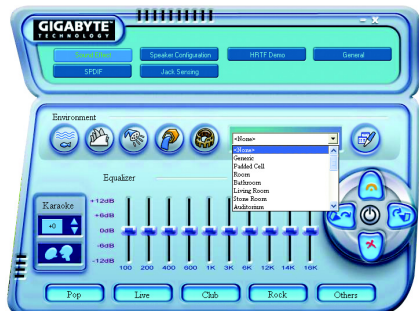 GIGABYTE™
TECHNOLOGY
Sound Effect
Speaker Configuration
HRTF Demo
General
SPDIF
Jack Sensing
Environment
<None>
<None>
Generic
Padded Cell
Room
Bathroom
Living Room
Stone Room
Auditorium
Equalizer
Karaoke
+0
+12dB
+6dB
0dB
-6dB
-12dB
100 200 400 600 1K 3K 6K 12K 14K 16K
Pop
Live
Club
Rock
Others